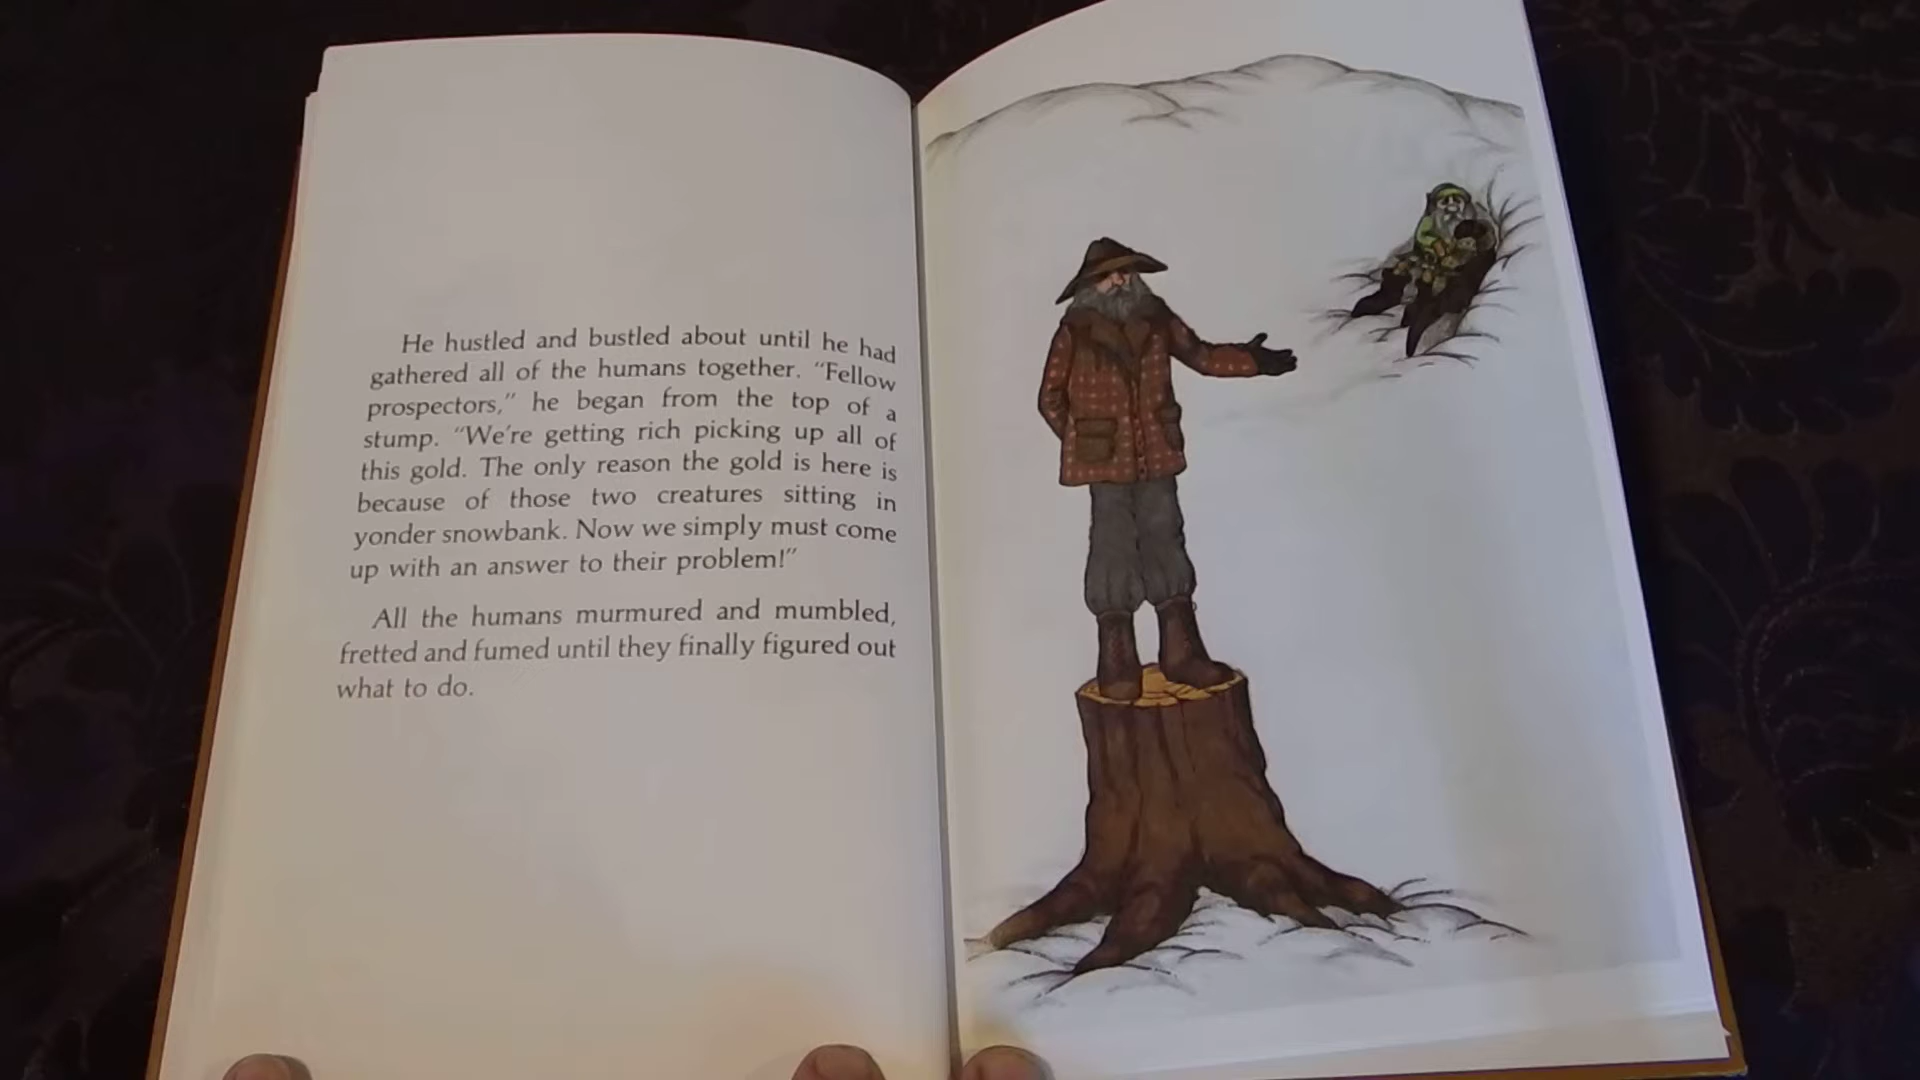 He hustled and bustled about until he had
gathered all of the humans together. “Fellow
prospectors,” he began from the top of a
stump. “We’re getting rich picking up all of
this gold. The only reason the gold is here is
because of those two creatures sitting in
yonder snowbank. Now we simply must come
up with an answer to their problem!”
All the humans murmured and mumbled,
fretted and fumed until they finally figured out
what to do.